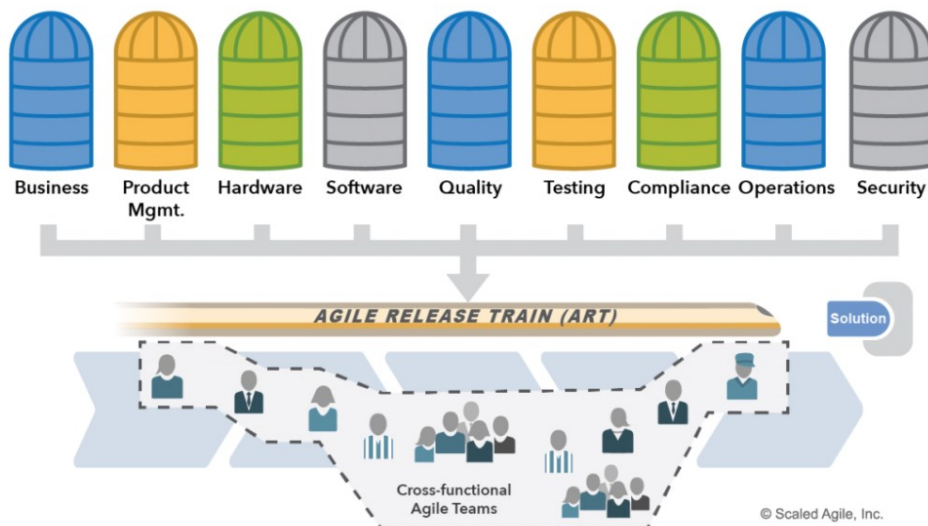 Business
Product
Mgmt.
Hardware
Software
Quality
Testing
Compliance
Operations
Security
AGILE RELEASE TRAIN (ART)
Solution
Cross-functional
Agile Teams
© Scaled Agile, Inc.